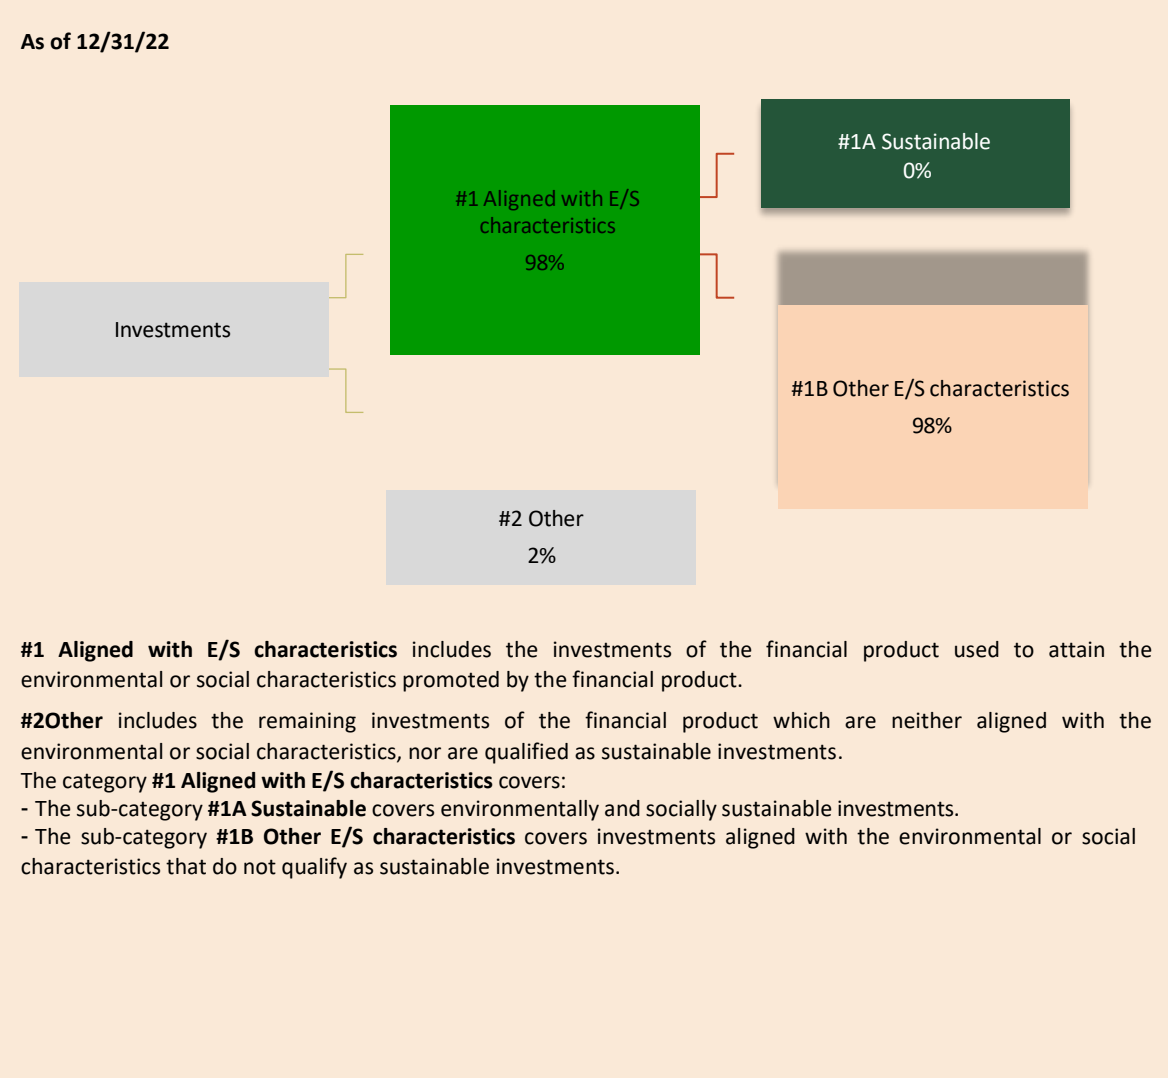 As of 12/31/22
#1 Aligned with E/S
characteristics
98%
#1A Sustainable
0%
Investments
#1B Other E/S characteristics
98%
#2 Other
2%
#1 Aligned with E/S characteristics includes the investments of the financial product used to attain the
environmental or social characteristics promoted by the financial product.
#2Other includes the remaining investments of the financial product which are neither aligned with the
environmental or social characteristics, nor are qualified as sustainable investments.
The category #1 Aligned with E/S characteristics covers:
- The sub-category #1A Sustainable covers environmentally and socially sustainable investments.
- The sub-category #1B Other E/S characteristics covers investments aligned with the environmental or social
characteristics that do not qualify as sustainable investments.